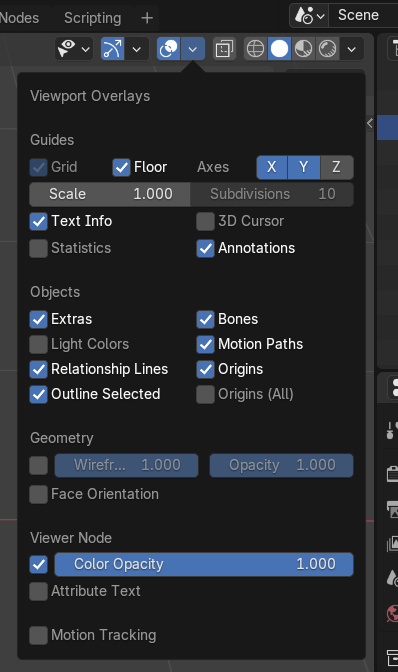 Nodes Scripting + Scene
Viewport Overlays
Guides
Grid Floor Axes X Y Z
Scale 1.000 Subdivisions 10
Text Info 3D Cursor
Statistics Annotations
Objects
Extras Bones
Light Colors Motion Paths
Relationship Lines Origins
Outline Selected Origins (All)
Geometry
Wirefr... 1.000 Opacity 1.000
Face Orientation
Viewer Node
Color Opacity 1.000
Attribute Text
Motion Tracking